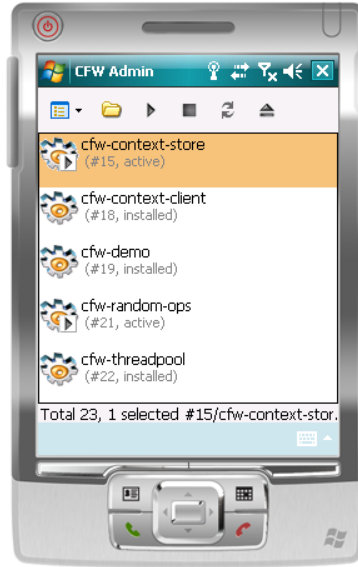 CFW Admin
cfw-context-store
(#15, active)
cfw-context-client
(#18, installed)
cfw-demo
(#19, installed)
cfw-random-ops
(#21, active)
cfw-threadpool
(#22, installed)
Total 23, 1 selected #15/cfw-context-stor.